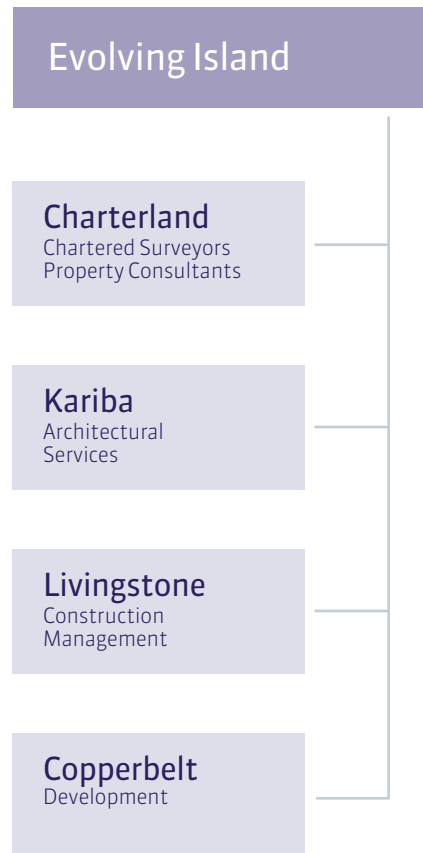 Evolving Island
Charterland
Chartered Surveyors
Property Consultants
Kariba
Architectural
Services
Livingstone
Construction
Management
Copperbelt
Development